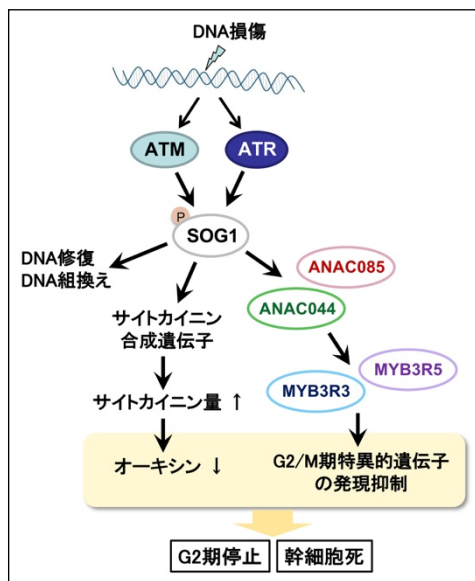 DNA損傷
ATM
ATR
P
SOG1
DNA修復
DNA組換え
ANAC085
ANAC044
サイトカイニン
合成遺伝子
MYB3R5
MYB3R3
サイトカイニン量 ↑
オーキシン ↓
G2/M期特異的遺伝子
の発現抑制
G2期停止
幹細胞死